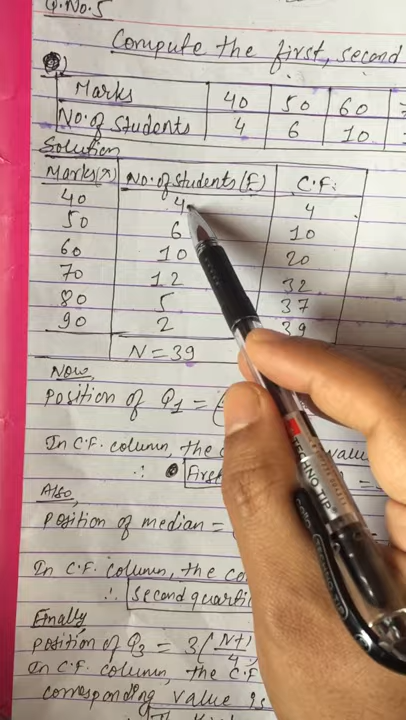 Q.No.5
Compute the first, second
Marks 40 50 60
No. of students 4 6 10
Solution
Marks(x) No. of students (F) C.F.
40 4 4
50 6 10
60 10 20
70 12 32
80 5 37
90 2 39
N = 39
Now,
Position of Q1 = (
In C.F. column, the
∴ First
Also,
Position of median =
In C.F. column, the
∴ Second
Finally
Position of Q3 = 3(N+1/4
In C.F. column, the C.F
corresponding value is
TECHNO TIP